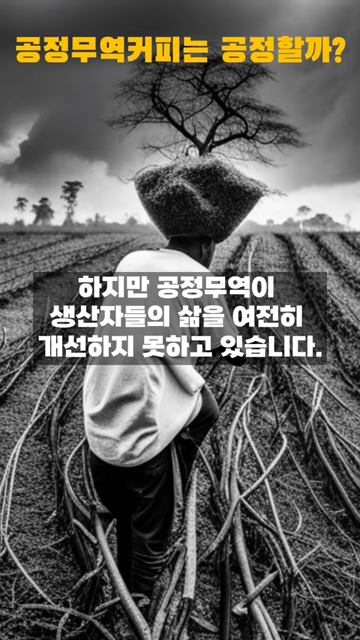 공정무역커피는 공정할까?
하지만 공정무역이
생산자들의 삶을 여전히
개선하지 못하고 있습니다.